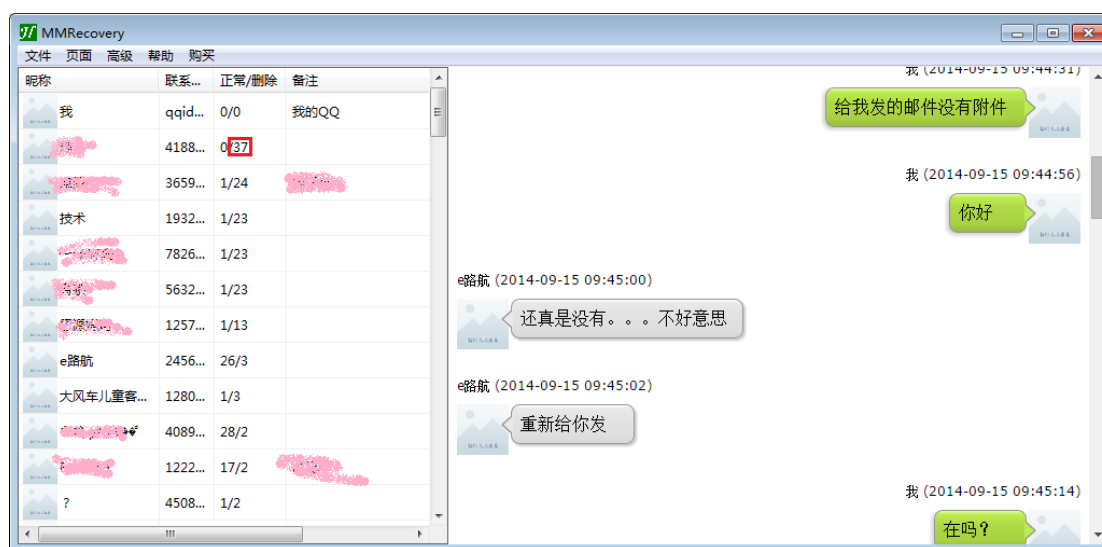 MMRecovery
文件 页面 高级 帮助 购买
昵称 联系... 正常/删除 备注
我 qqid... 0/0 我的QQ
4188... 0/37
3659... 1/24
技术 1932... 1/23
7826... 1/23
5632... 1/23
1257... 1/13
e路航 2456... 26/3
大风车儿童客... 1280... 1/3
4089... 28/2
1222... 17/2
? 4508... 1/2
我 (2014-09-15 09:44:31)
给我发的邮件没有附件
我 (2014-09-15 09:44:56)
你好
e路航 (2014-09-15 09:45:00)
还真是没有。。。不好意思
e路航 (2014-09-15 09:45:02)
重新给你发
我 (2014-09-15 09:45:14)
在吗?